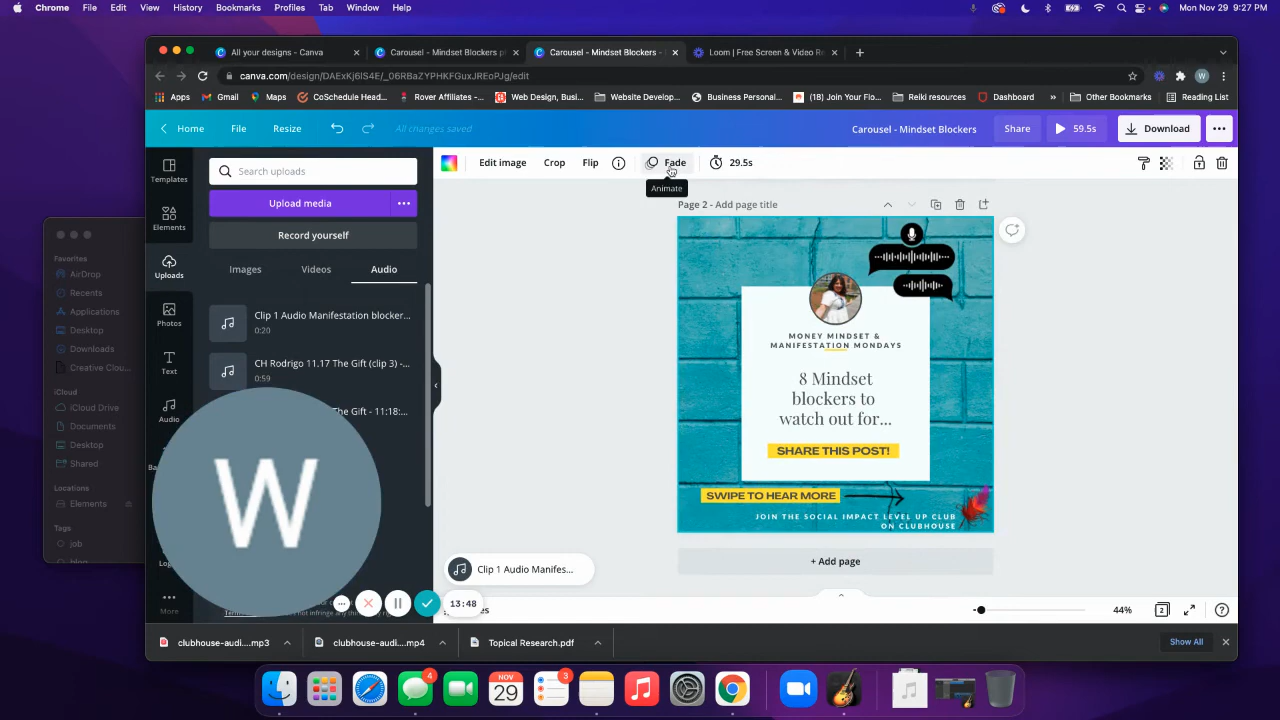 Chrome File Edit View History Bookmarks Profiles Tab Window Help Mon Nov 29 9:27 PM
All your designs - Canva Carousel - Mindset Blockers p Carousel - Mindset Blockers - Loom | Free Screen & Video Re
canva.com/design/DAExKj6lS4E/_06RBaZYPHKFGuxJREoPJg/edit W
Apps Gmail Maps CoSchedule Head... Rover Affiliates -... Web Design, Busi... Website Develop... Business Personal... (18) Join Your Flo... Reiki resources Dashboard » Other Bookmarks Reading List
Home File Resize All changes saved Carousel - Mindset Blockers Share 59.5s Download
Edit image Crop Flip Fade 29.5s
Animate
Templates
Elements
Uploads
Photos
Text
Audio
More
Search uploads
Upload media
Record yourself
Images Videos Audio
Clip 1 Audio Manifestation blocker...
0:20
CH Rodrigo 11.17 The Gift (clip 3) -...
0:59
The Gift - 11:18:...
W
13:48
Page 2 - Add page title
MONEY MINDSET &
MANIFESTATION MONDAYS
8 Mindset
blockers to
watch out for...
SHARE THIS POST!
SWIPE TO HEAR MORE
JOIN THE SOCIAL IMPACT LEVEL UP CLUB
ON CLUBHOUSE
+ Add page
Clip 1 Audio Manifes...
44% 2
Favorites
AirDrop
Recents
Applications
Desktop
Downloads
Creative Clou...
iCloud
iCloud Drive
Documents
Desktop
Shared
Locations
Elements
Tags
job
blog
clubhouse-audi....mp3 clubhouse-audi....mp4 Topical Research.pdf Show All
4
NOV
29
3